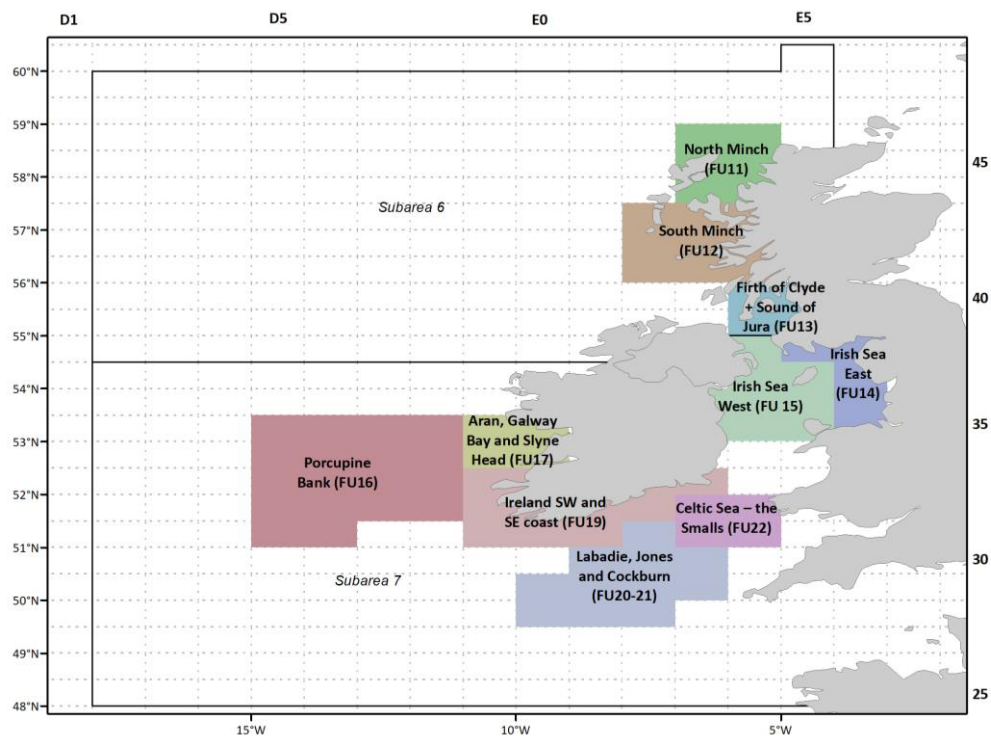 D1 D5 E0 E5
60°N
59°N
North Minch
(FU11)
45
58°N
Subarea 6
57°N
South Minch
(FU12)
56°N
Firth of Clyde
+ Sound of
Jura (FU13)
40
55°N
Irish Sea
East
(FU14)
54°N
Irish Sea
West (FU 15)
Aran, Galway
Bay and Slyne
Head (FU17)
35
53°N
Porcupine
Bank (FU16)
52°N
Ireland SW and
SE coast (FU19)
Celtic Sea – the
Smalls (FU22)
51°N
Labadie, Jones
and Cockburn
(FU20-21)
30
Subarea 7
50°N
49°N
48°N
25
15°W 10°W 5°W